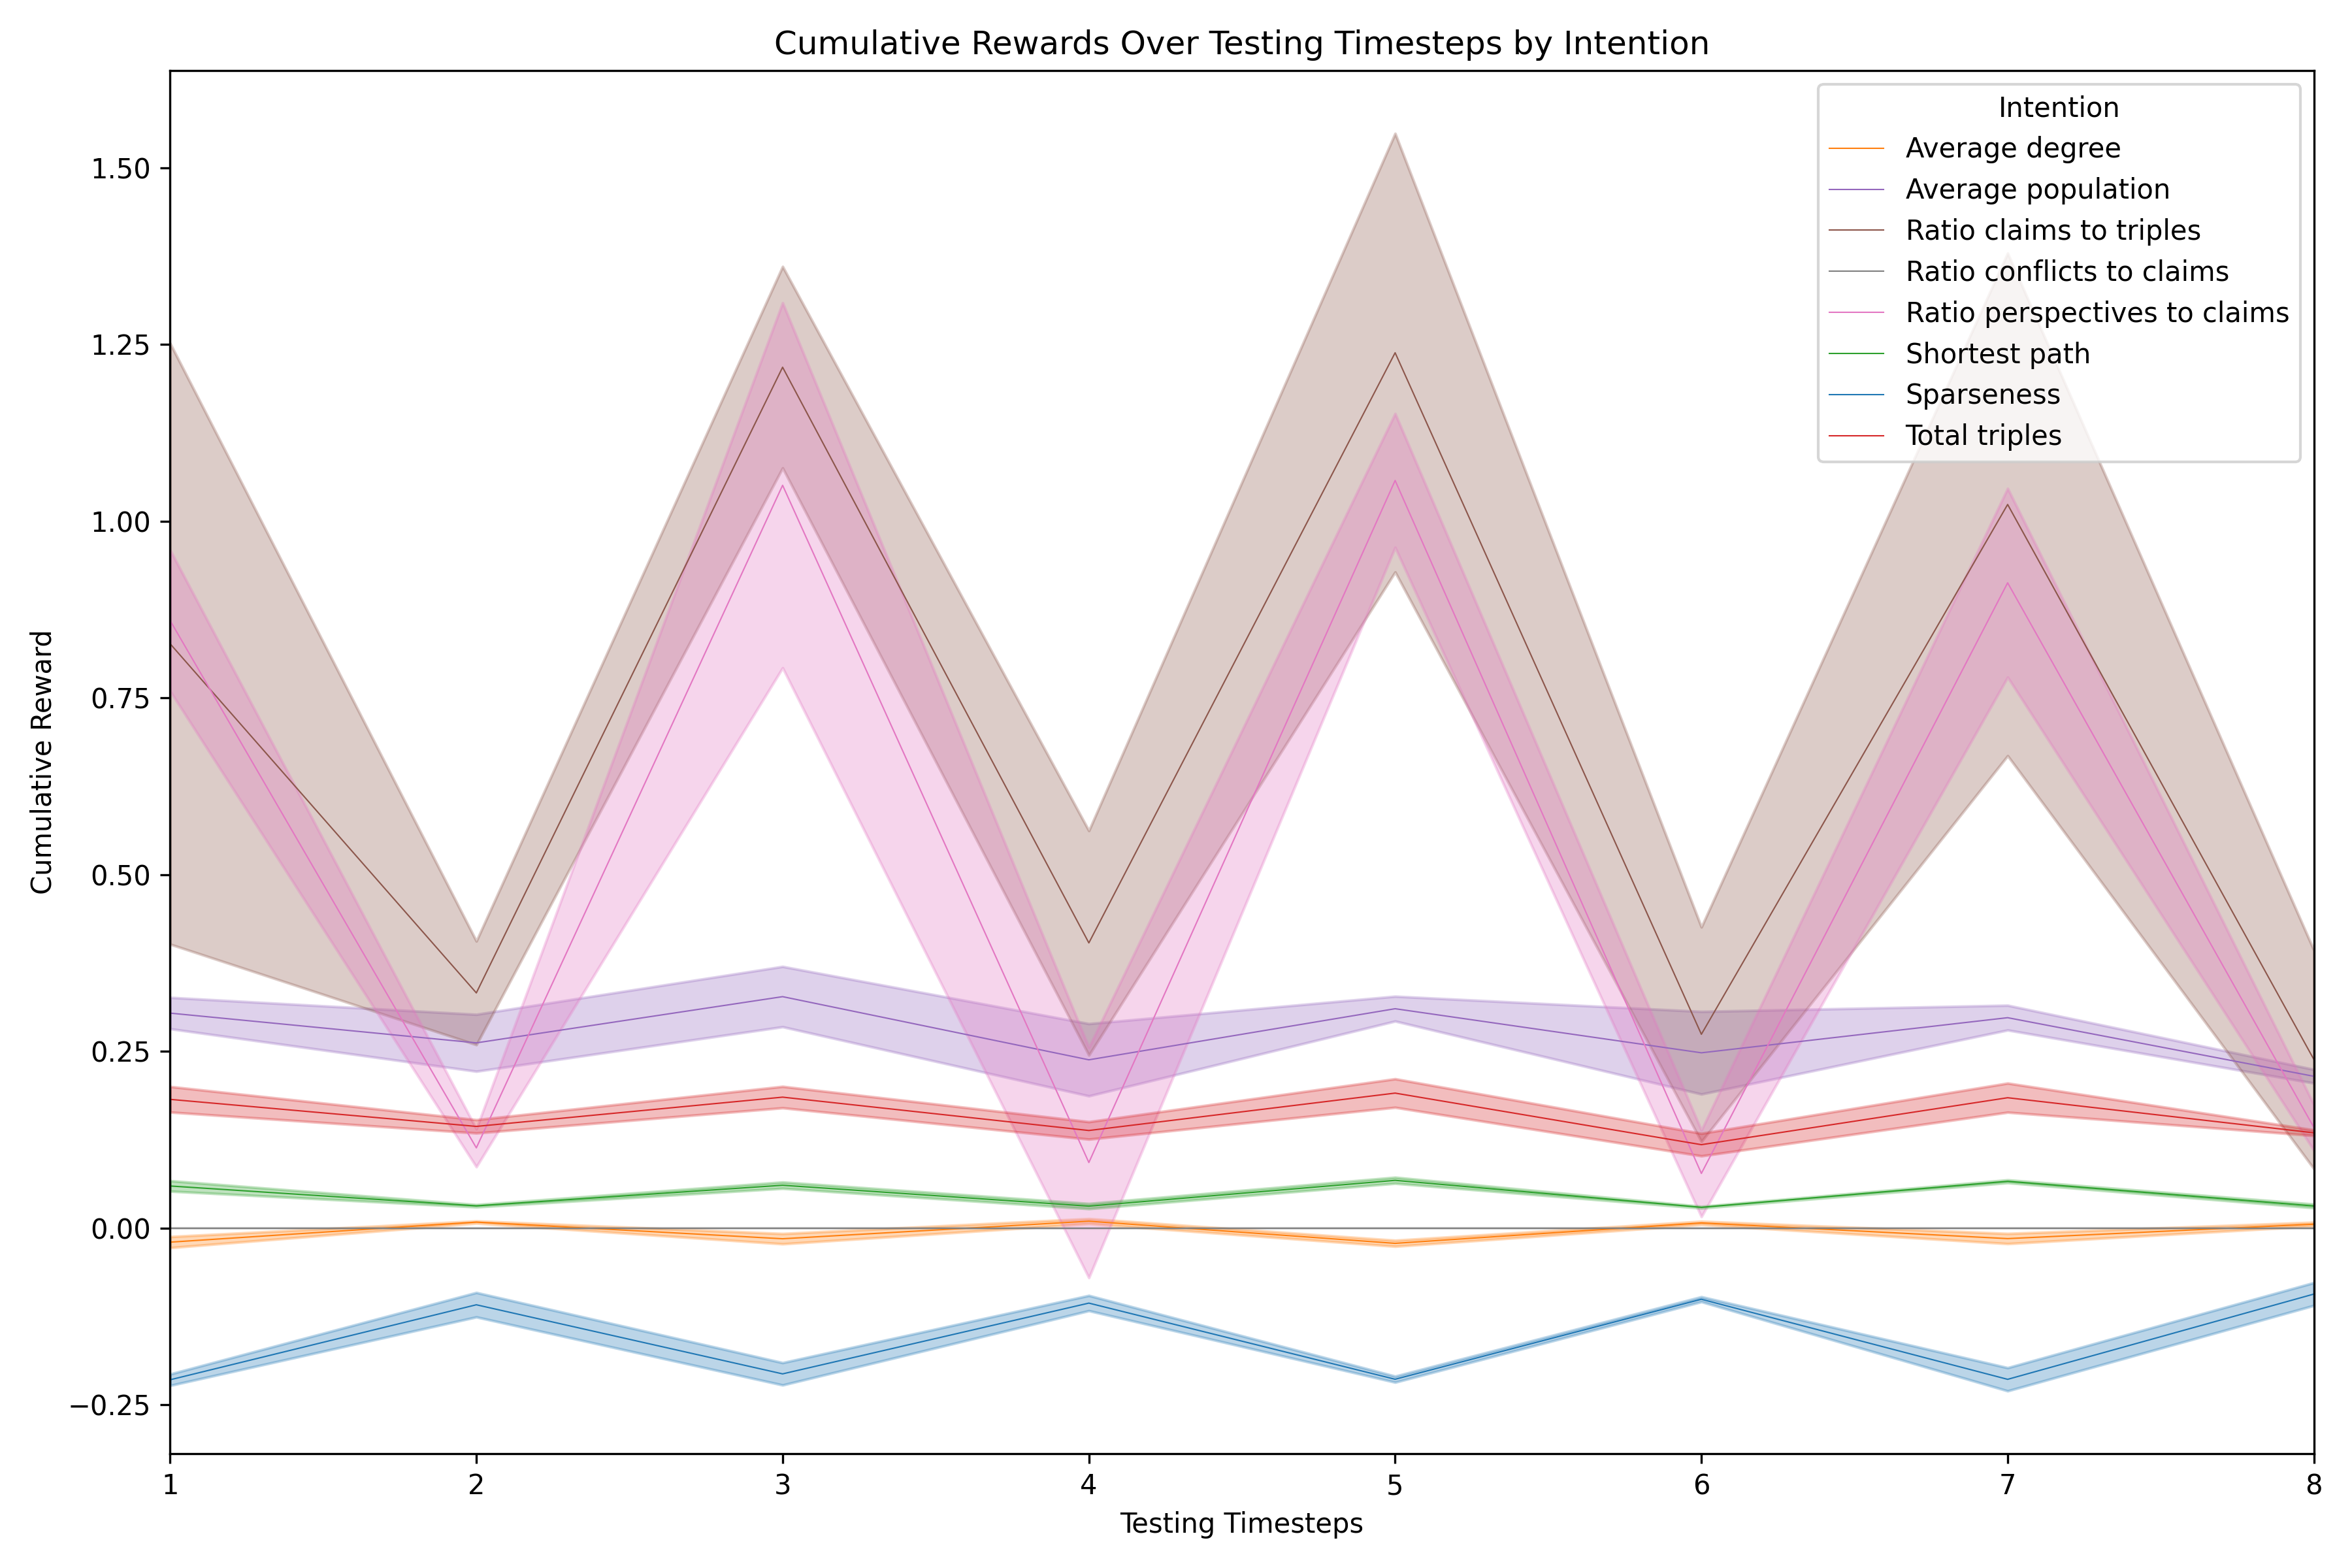 Cumulative Rewards Over Testing Timesteps by Intention
Intention
Average degree
Average population
Ratio claims to triples
Ratio conflicts to claims
Ratio perspectives to claims
Shortest path
Sparseness
Total triples
Cumulative Reward
1.50
1.25
1.00
0.75
0.50
0.25
0.00
−0.25
1 2 3 4 5 6 7 8
Testing Timesteps